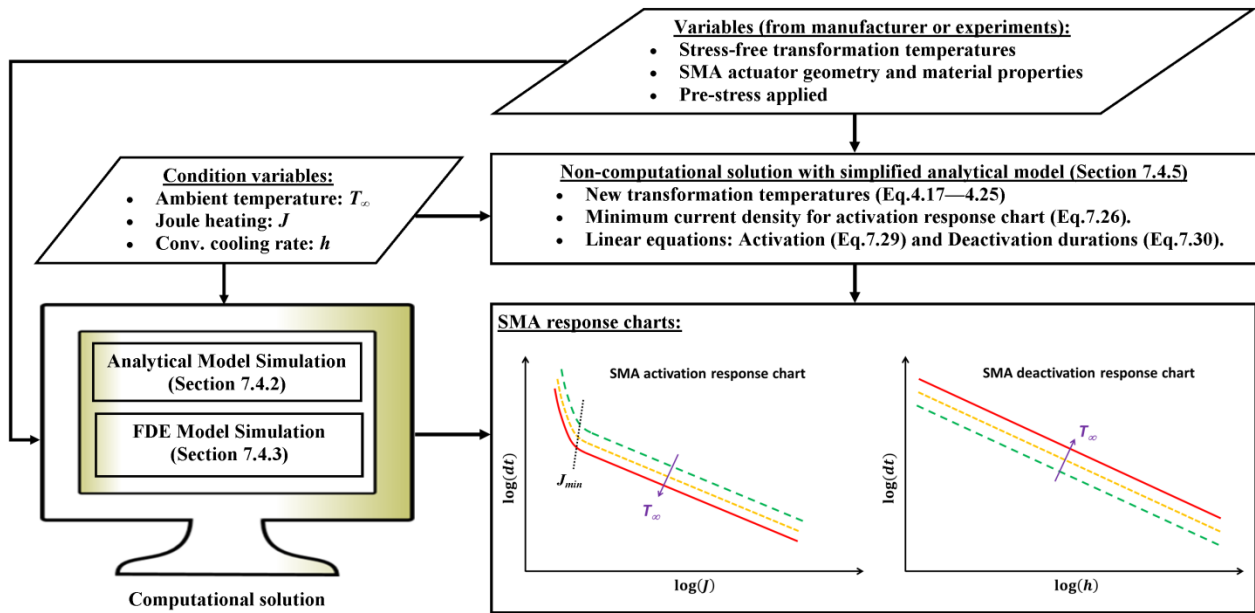 Variables (from manufacturer or experiments):
• Stress-free transformation temperatures
• SMA actuator geometry and material properties
• Pre-stress applied
Condition variables:
• Ambient temperature: T∞
• Joule heating: J
• Conv. cooling rate: h
Non-computational solution with simplified analytical model (Section 7.4.5)
• New transformation temperatures (Eq.4.17—4.25)
• Minimum current density for activation response chart (Eq.7.26).
• Linear equations: Activation (Eq.7.29) and Deactivation durations (Eq.7.30).
Analytical Model Simulation
(Section 7.4.2)
FDE Model Simulation
(Section 7.4.3)
Computational solution
SMA response charts:
SMA activation response chart
log(dt)
J_min
T∞
log(J)
SMA deactivation response chart
log(dt)
T∞
log(h)